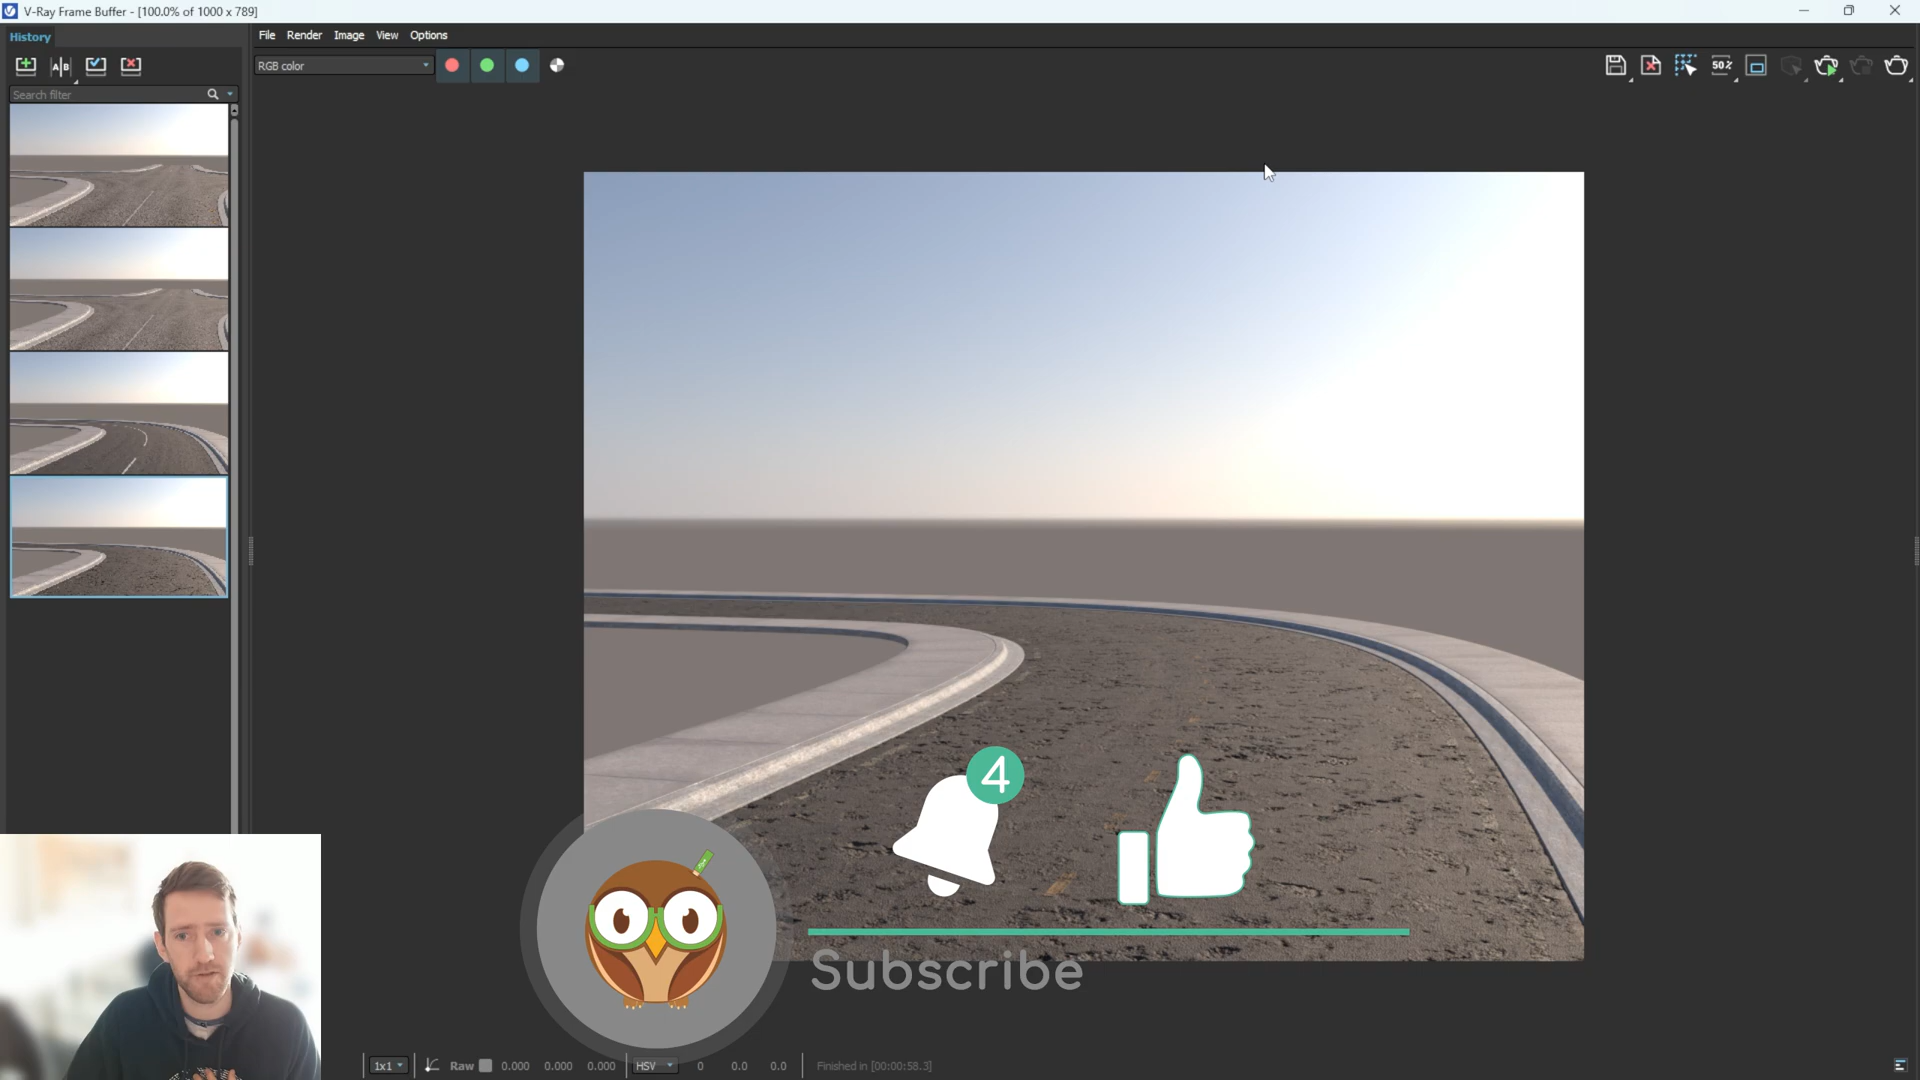 V-Ray Frame Buffer - [100.0% of 1000 x 789]
History
File Render Image View Options
A|B
RGB color
50%
Search filter
4
Subscribe
1x1 Raw 0.000 0.000 0.000 HSV 0 0.0 0.0 Finished in [00:00:58.3]